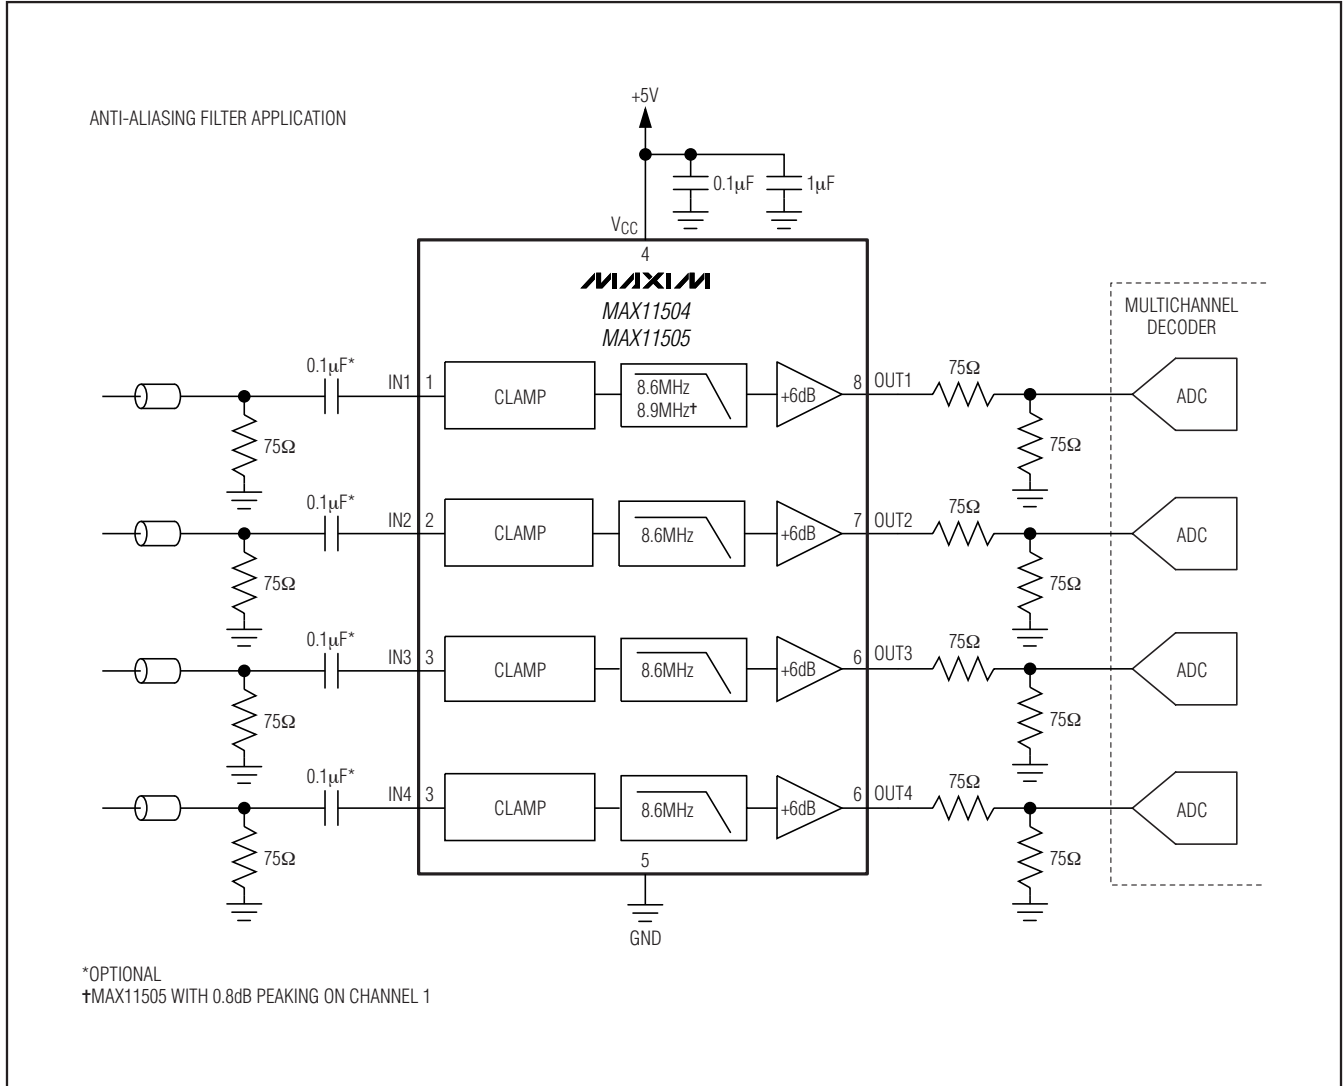 ANTI-ALIASING FILTER APPLICATION
+5V
0.1μF
1μF
VCC
4
MAXIM
MAX11504
MAX11505
MULTICHANNEL
DECODER
0.1μF*
IN1
1
CLAMP
8.6MHz
8.9MHz†
+6dB
8
OUT1
75Ω
ADC
75Ω
75Ω
0.1μF*
IN2
2
CLAMP
8.6MHz
+6dB
7
OUT2
75Ω
ADC
75Ω
75Ω
0.1μF*
IN3
3
CLAMP
8.6MHz
+6dB
6
OUT3
75Ω
ADC
75Ω
75Ω
0.1μF*
IN4
3
CLAMP
8.6MHz
+6dB
6
OUT4
75Ω
ADC
75Ω
75Ω
5
GND
*OPTIONAL
†MAX11505 WITH 0.8dB PEAKING ON CHANNEL 1